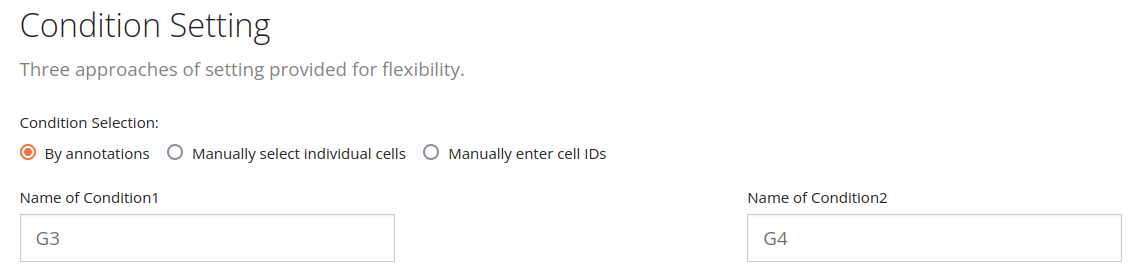 Condition Setting
Three approaches of setting provided for flexibility.
Condition Selection:
By annotations Manually select individual cells Manually enter cell IDs
Name of Condition1 Name of Condition2
G3 G4